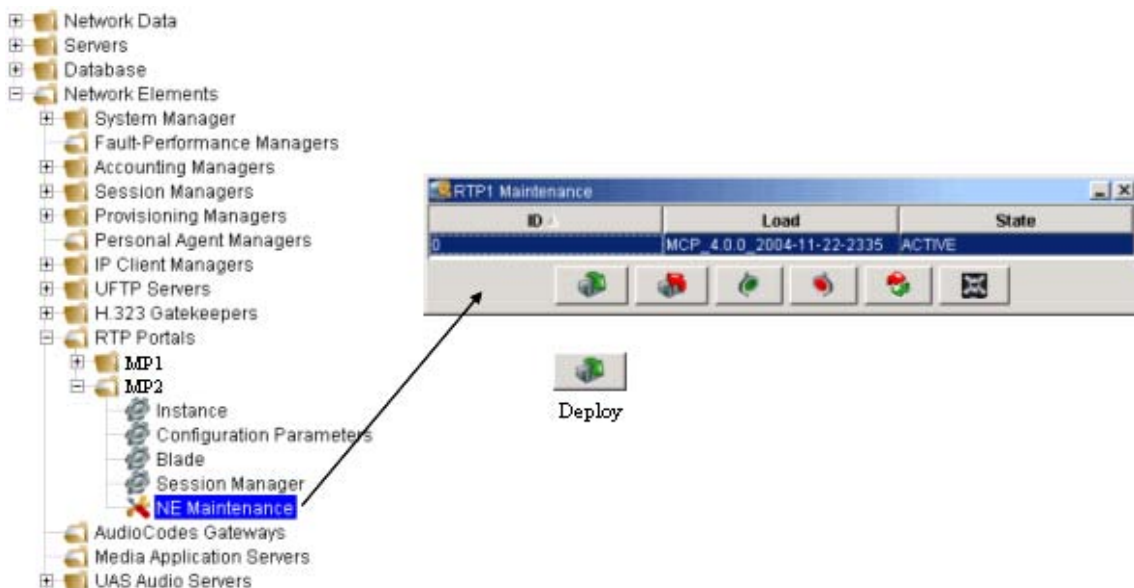 Network Data
Servers
Database
Network Elements
System Manager
Fault-Performance Managers
Accounting Managers
Session Managers
Provisioning Managers
Personal Agent Managers
IP Client Managers
UFTP Servers
H.323 Gatekeepers
RTP Portals
MP1
MP2
Instance
Configuration Parameters
Blade
Session Manager
NE Maintenance
AudioCodes Gateways
Media Application Servers
UAS Audio Servers
RTP1 Maintenance
ID Load State
0 MCP_4.0.0_2004-11-22-2335 ACTIVE
Deploy